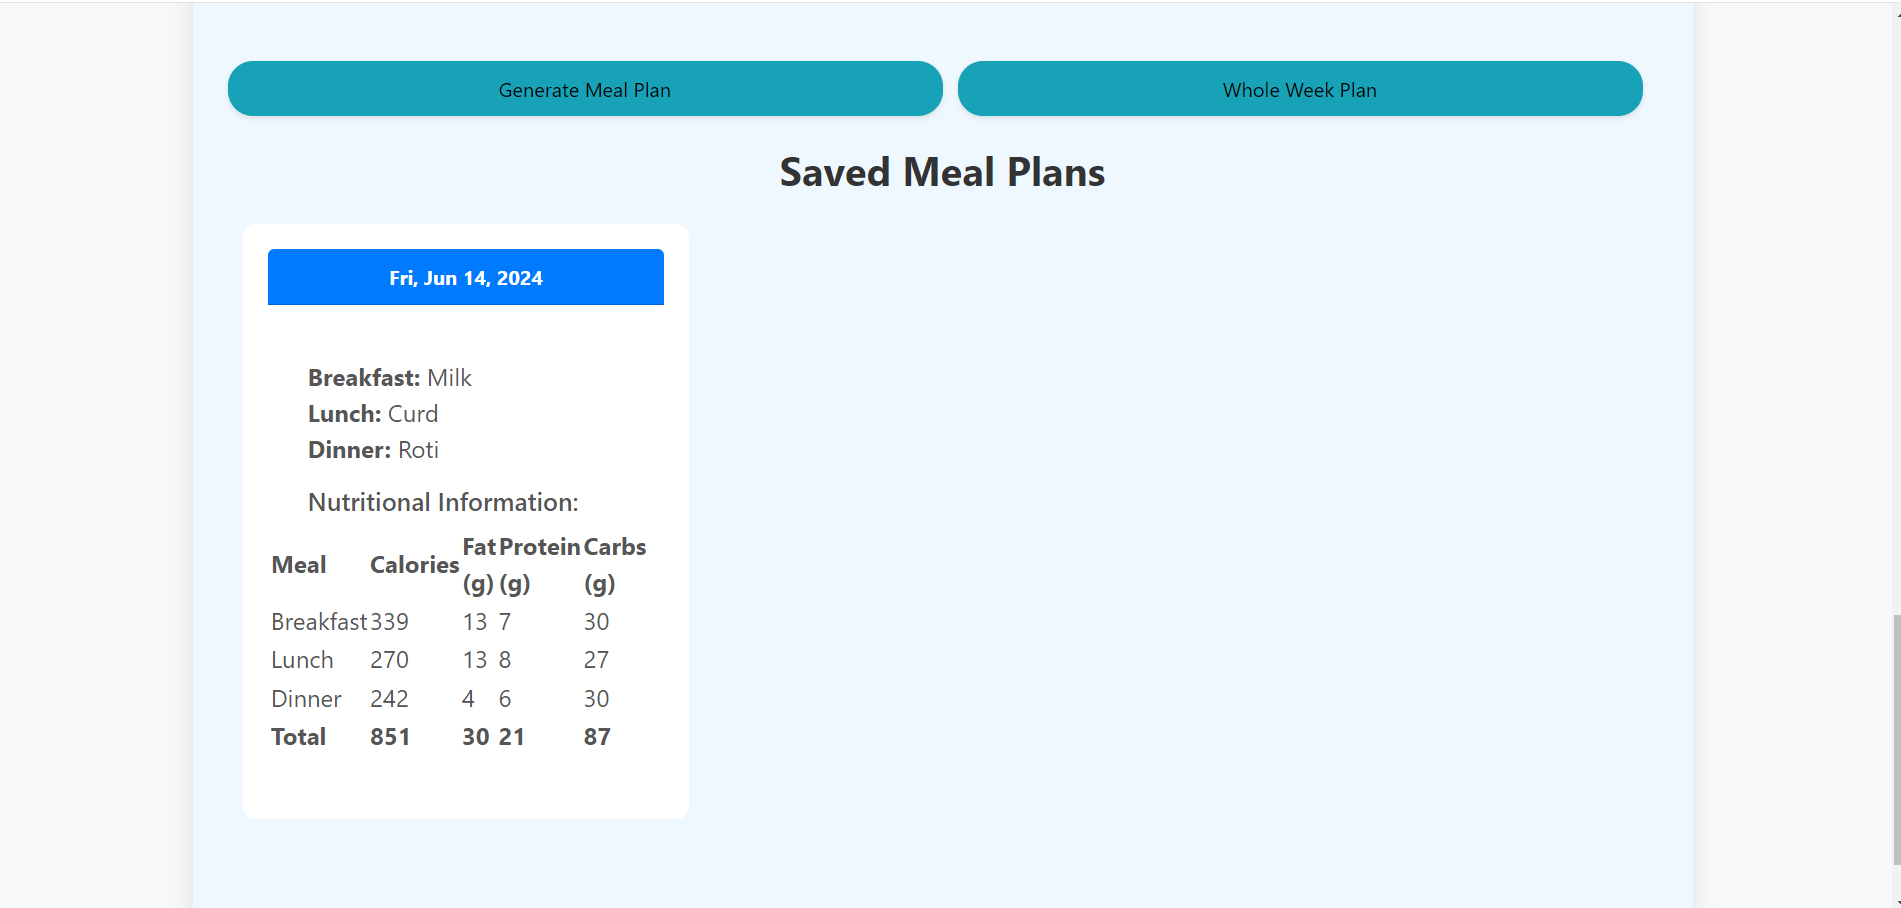 Generate Meal Plan Whole Week Plan
Saved Meal Plans
Fri, Jun 14, 2024
Breakfast: Milk
Lunch: Curd
Dinner: Roti
Nutritional Information:
Meal Calories Fat (g) Protein (g) Carbs (g)
Breakfast 339 13 7 30
Lunch 270 13 8 27
Dinner 242 4 6 30
Total 851 30 21 87